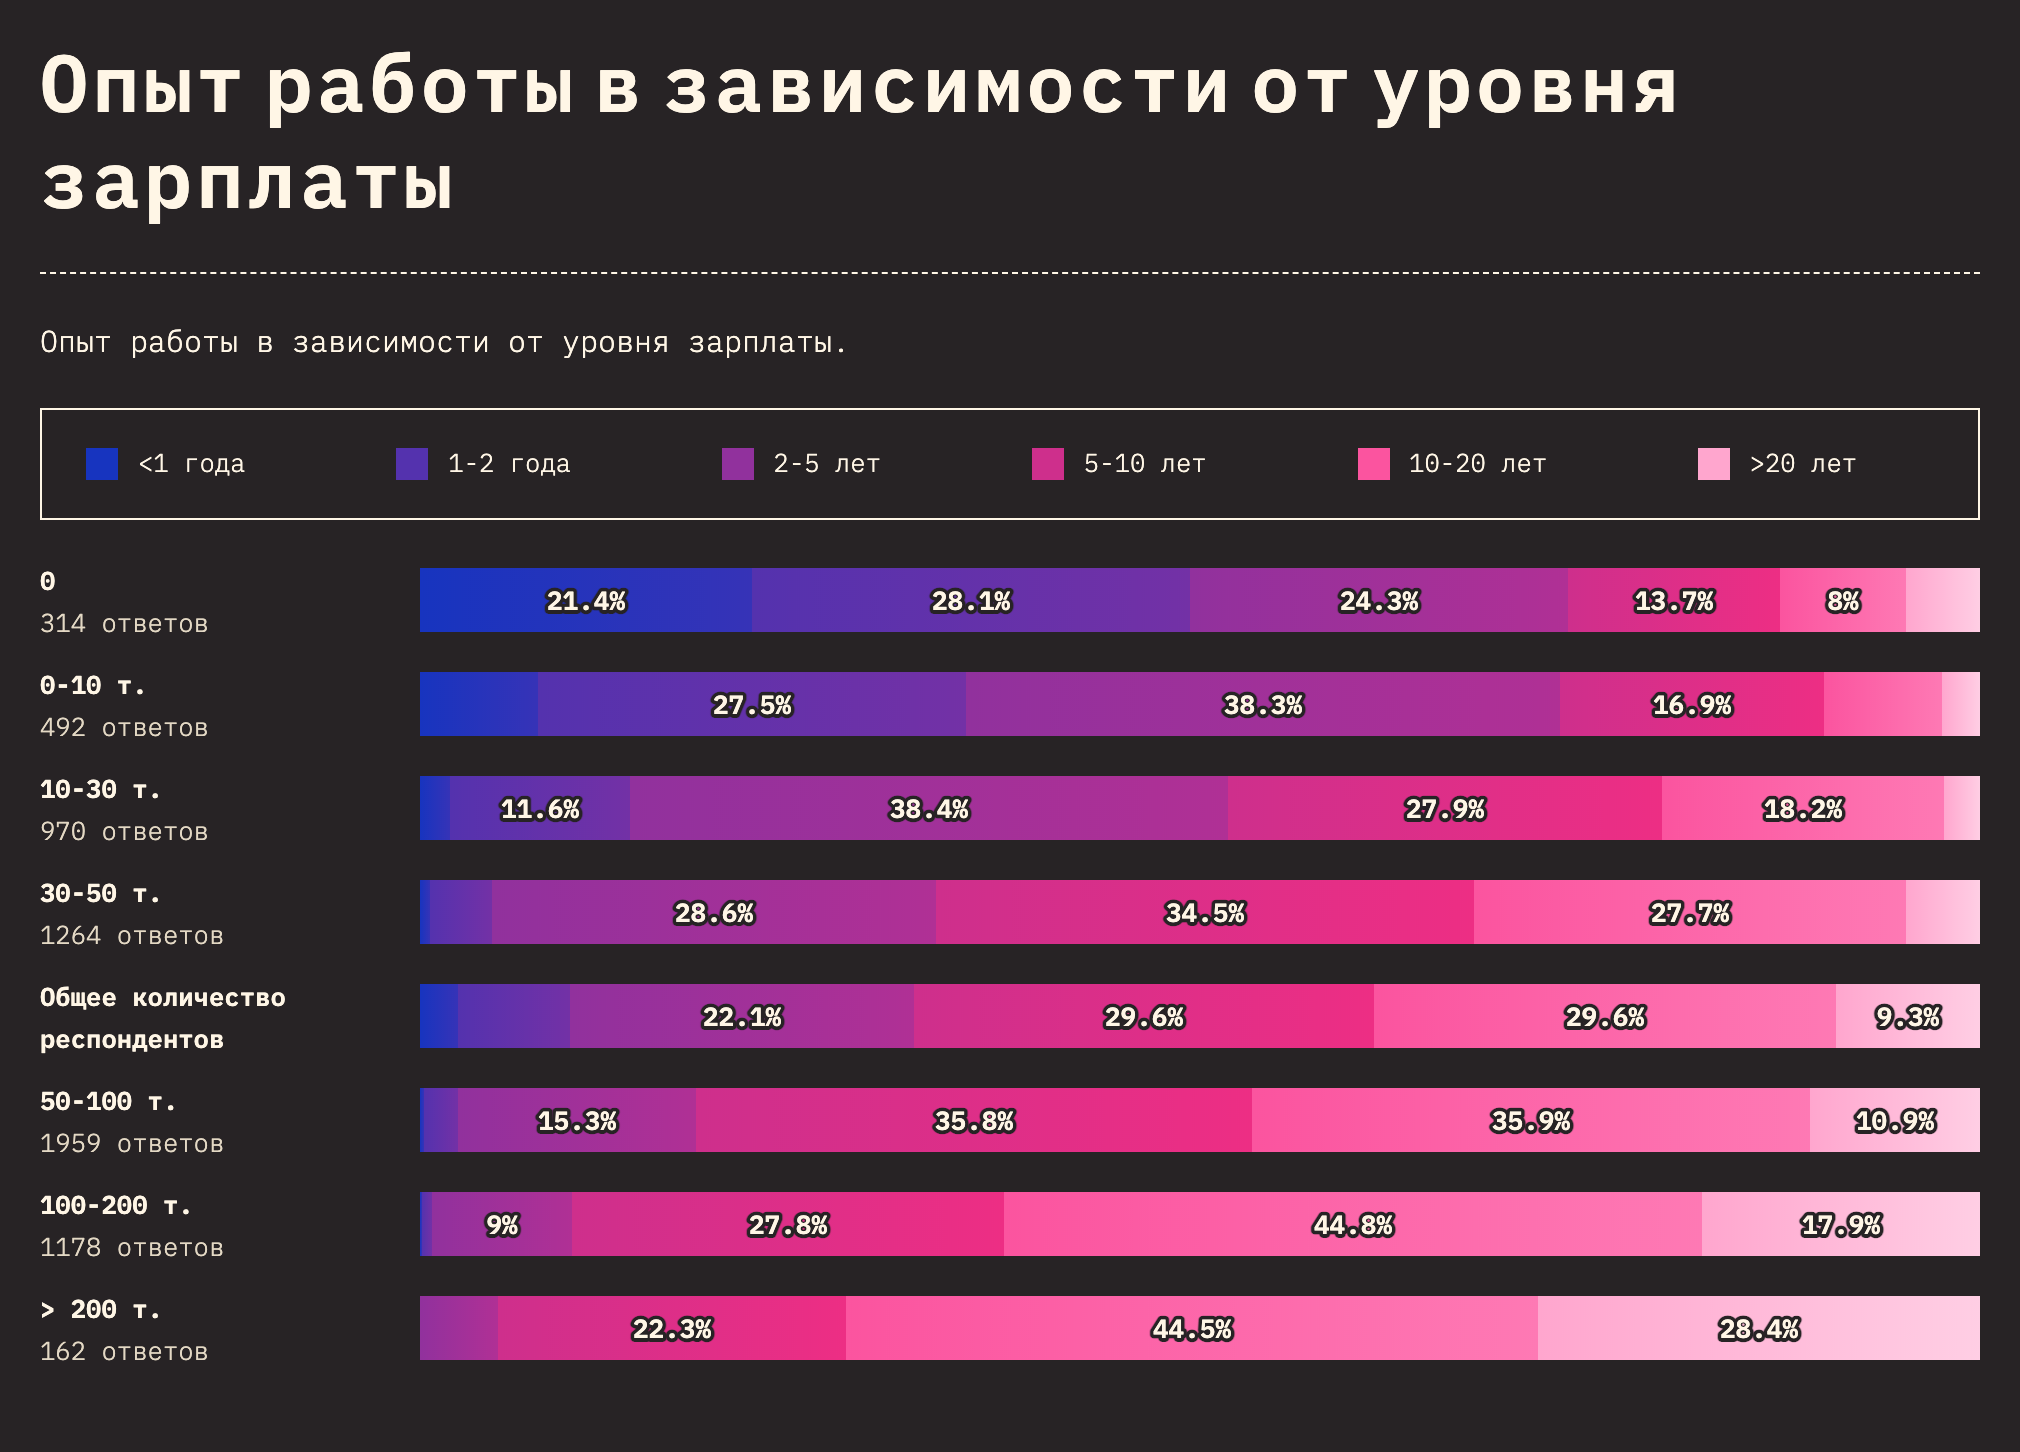 Опыт работы в зависимости от уровня
зарплаты
Опыт работы в зависимости от уровня зарплаты.
<1 года 1-2 года 2-5 лет 5-10 лет 10-20 лет >20 лет
0
314 ответов
21.4% 28.1% 24.3% 13.7% 8%
0-10 т.
492 ответов
27.5% 38.3% 16.9%
10-30 т.
970 ответов
11.6% 38.4% 27.9% 18.2%
30-50 т.
1264 ответов
28.6% 34.5% 27.7%
Общее количество
респондентов
22.1% 29.6% 29.6% 9.3%
50-100 т.
1959 ответов
15.3% 35.8% 35.9% 10.9%
100-200 т.
1178 ответов
9% 27.8% 44.8% 17.9%
> 200 т.
162 ответов
22.3% 44.5% 28.4%